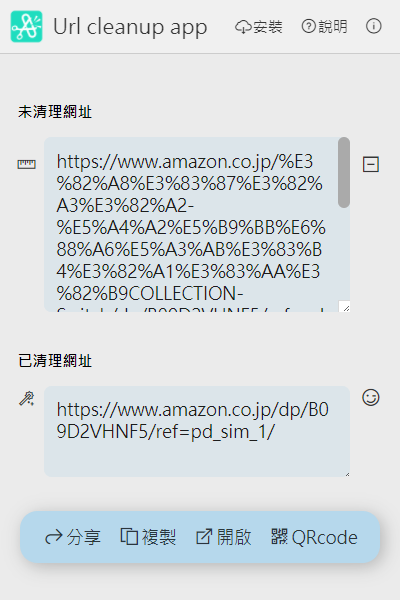 Url cleanup app
安裝
說明
未清理網址
https://www.amazon.co.jp/%E3
%82%A8%E3%83%87%E3%82%
A3%E3%82%A2-
%E5%A4%A2%E5%B9%BB%E6%
88%A6%E5%A3%AB%E3%83%B
4%E3%82%A1%E3%83%AA%E3
%82%B9COLLECTION-
已清理網址
https://www.amazon.co.jp/dp/B0
9D2VHNF5/ref=pd_sim_1/
分享
複製
開啟
QRcode